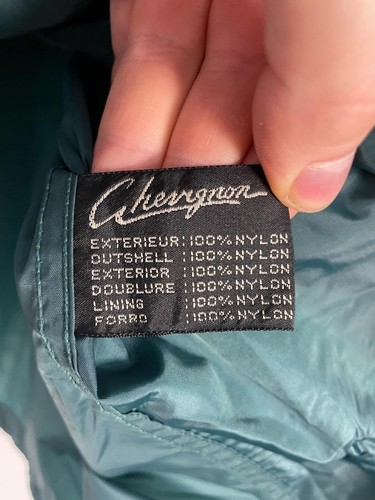 Chevignon
EXTERIEUR:100%NYLON
OUTSHELL :100%NYLON
EXTERIOR :100%NYLON
DOUBLURE :100%NYLON
LINING :100%NYLON
FORRO :100%NYLON